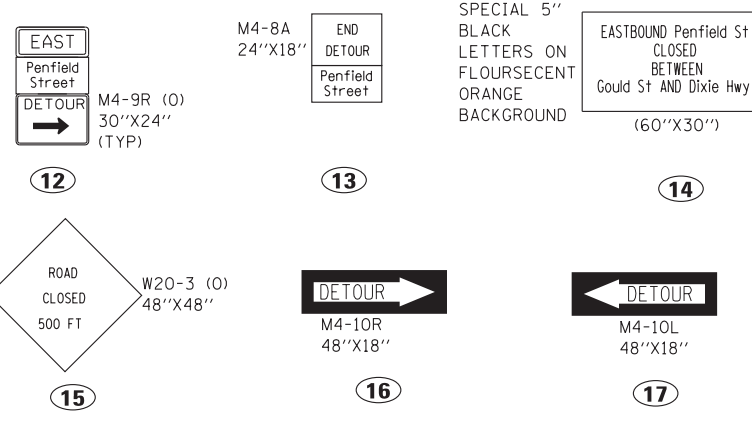 EAST
Penfield
Street
DETOUR
M4-9R (O)
30''X24''
(TYP)
12
M4-8A
24''X18''
END
DETOUR
Penfield
Street
13
SPECIAL 5''
BLACK
LETTERS ON
FLOURSECENT
ORANGE
BACKGROUND
EASTBOUND Penfield St
CLOSED
BETWEEN
Gould St AND Dixie Hwy
(60''X30'')
14
ROAD
CLOSED
500 FT
W20-3 (O)
48''X48''
15
DETOUR
M4-10R
48''X18''
16
DETOUR
M4-10L
48''X18''
17